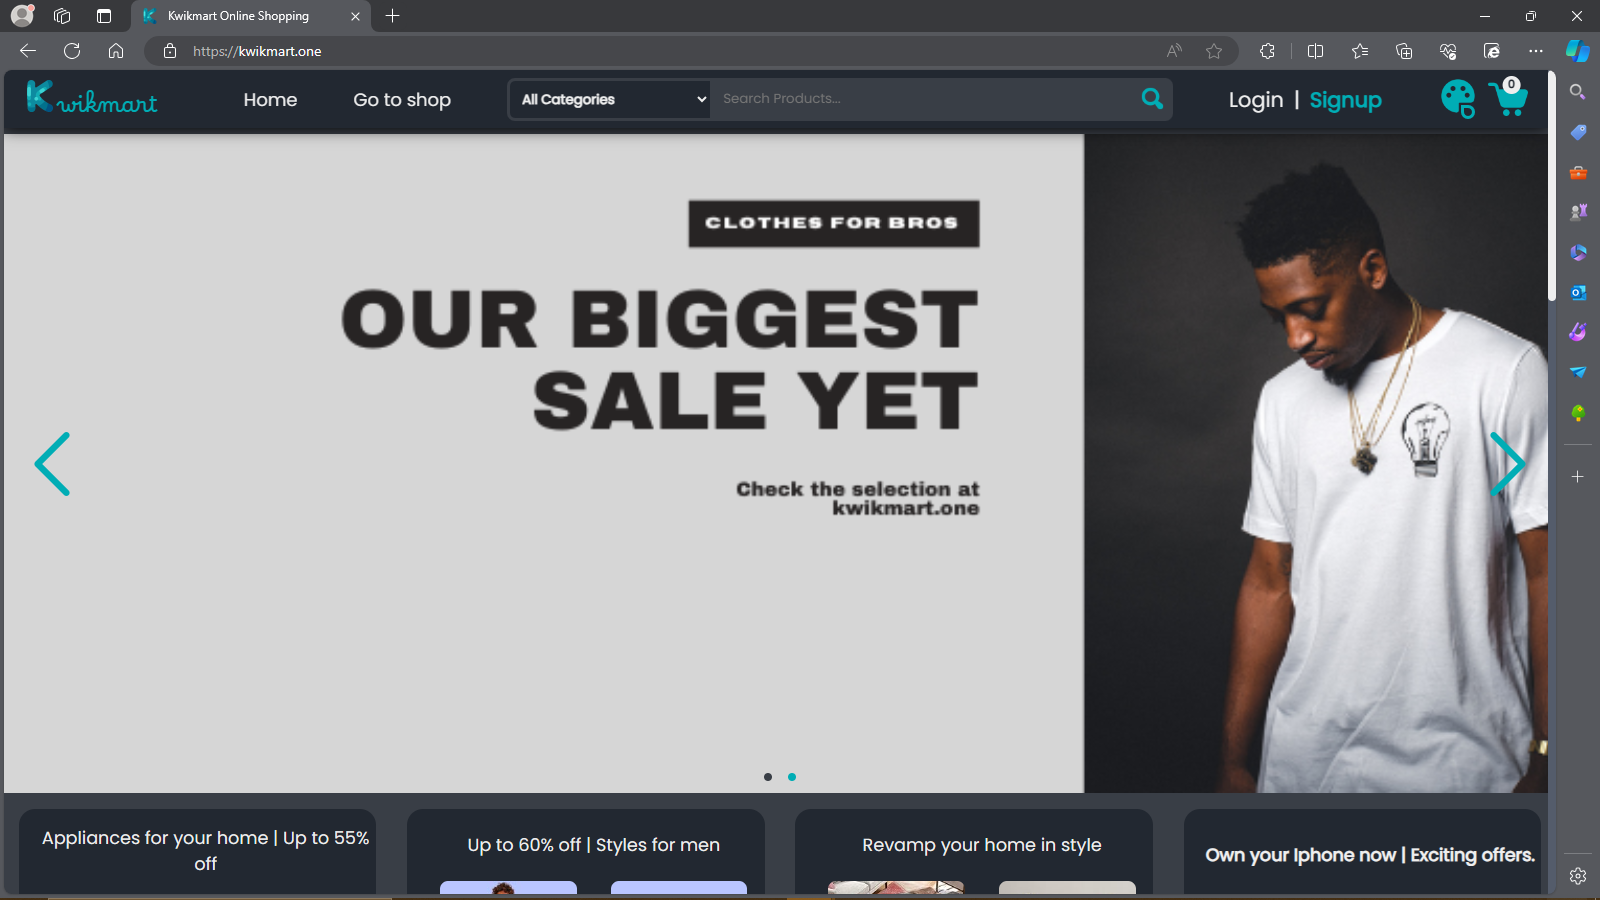 Kwikmart Online Shopping
https://kwikmart.one
Kwikmart
Home
Go to shop
All Categories
Search Products...
Login | Signup
0
CLOTHES FOR BROS
OUR BIGGEST
SALE YET
Check the selection at
kwikmart.one
Appliances for your home | Up to 55%
off
Up to 60% off | Styles for men
Revamp your home in style
Own your Iphone now | Exciting offers.